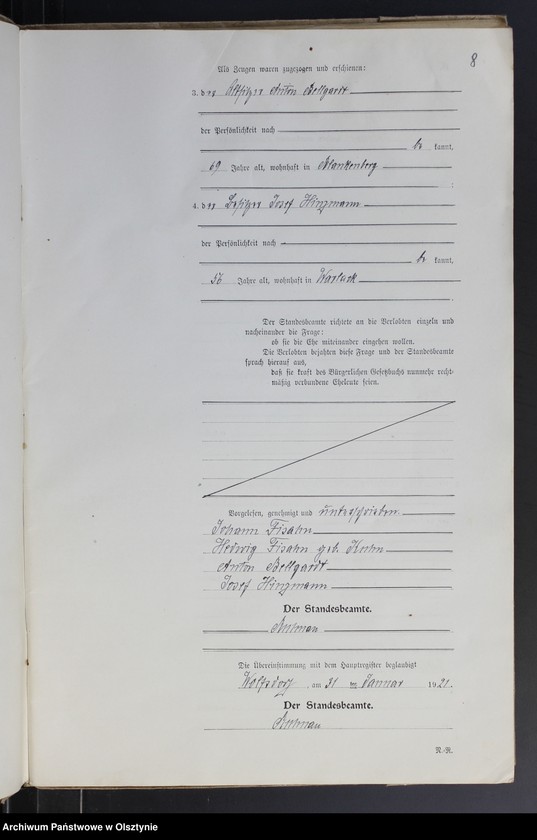 8
Als Zeugen waren zugezogen und erschienen:
3. der Altsitzer Anton Bellgardt
der Persönlichkeit nach
be kannt,
69 Jahre alt, wohnhaft in Blankenberg
4. der Besitzer Josef Hinzmann
der Persönlichkeit nach
be kannt,
56 Jahre alt, wohnhaft in
Der Standesbeamte richtete an die Verlobten einzeln und
nacheinander die Frage:
ob sie die Ehe miteinander eingehen wollen.
Die Verlobten bejahten diese Frage und der Standesbeamte
sprach hierauf aus,
daß sie kraft des Bürgerlichen Gesetzbuchs nunmehr recht-
mäßig verbundene Eheleute seien.
Vorgelesen, genehmigt und unterschrieben.
Johann Fisahn
Hedwig Fisahn geb. Kuhn
Anton Bellgardt
Josef Hinzmann
Der Standesbeamte.
Die Übereinstimmung mit dem Hauptregister beglaubigt
Wolfsdorf, am 31 ten Januar 1921.
Der Standesbeamte.
N./R.
Archiwum Państwowe w Olsztynie